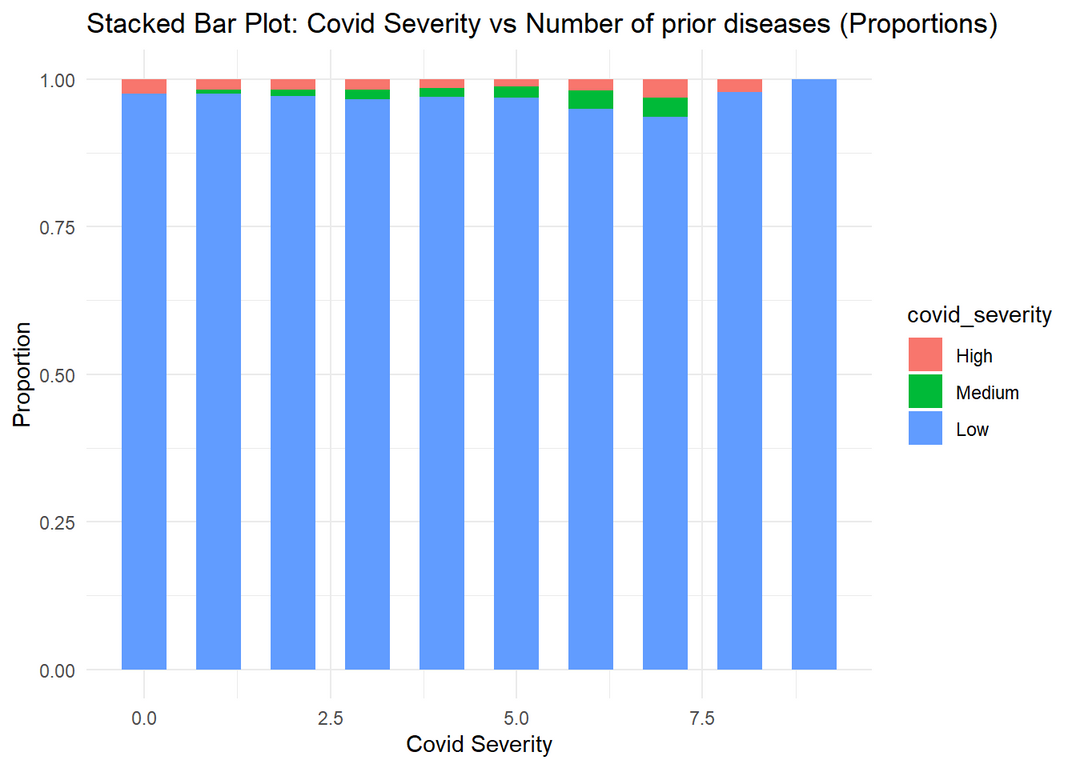 Stacked Bar Plot: Covid Severity vs Number of prior diseases (Proportions)
1.00
0.75
0.50
0.25
0.00
Proportion
0.0
2.5
5.0
7.5
Covid Severity
covid_severity
High
Medium
Low